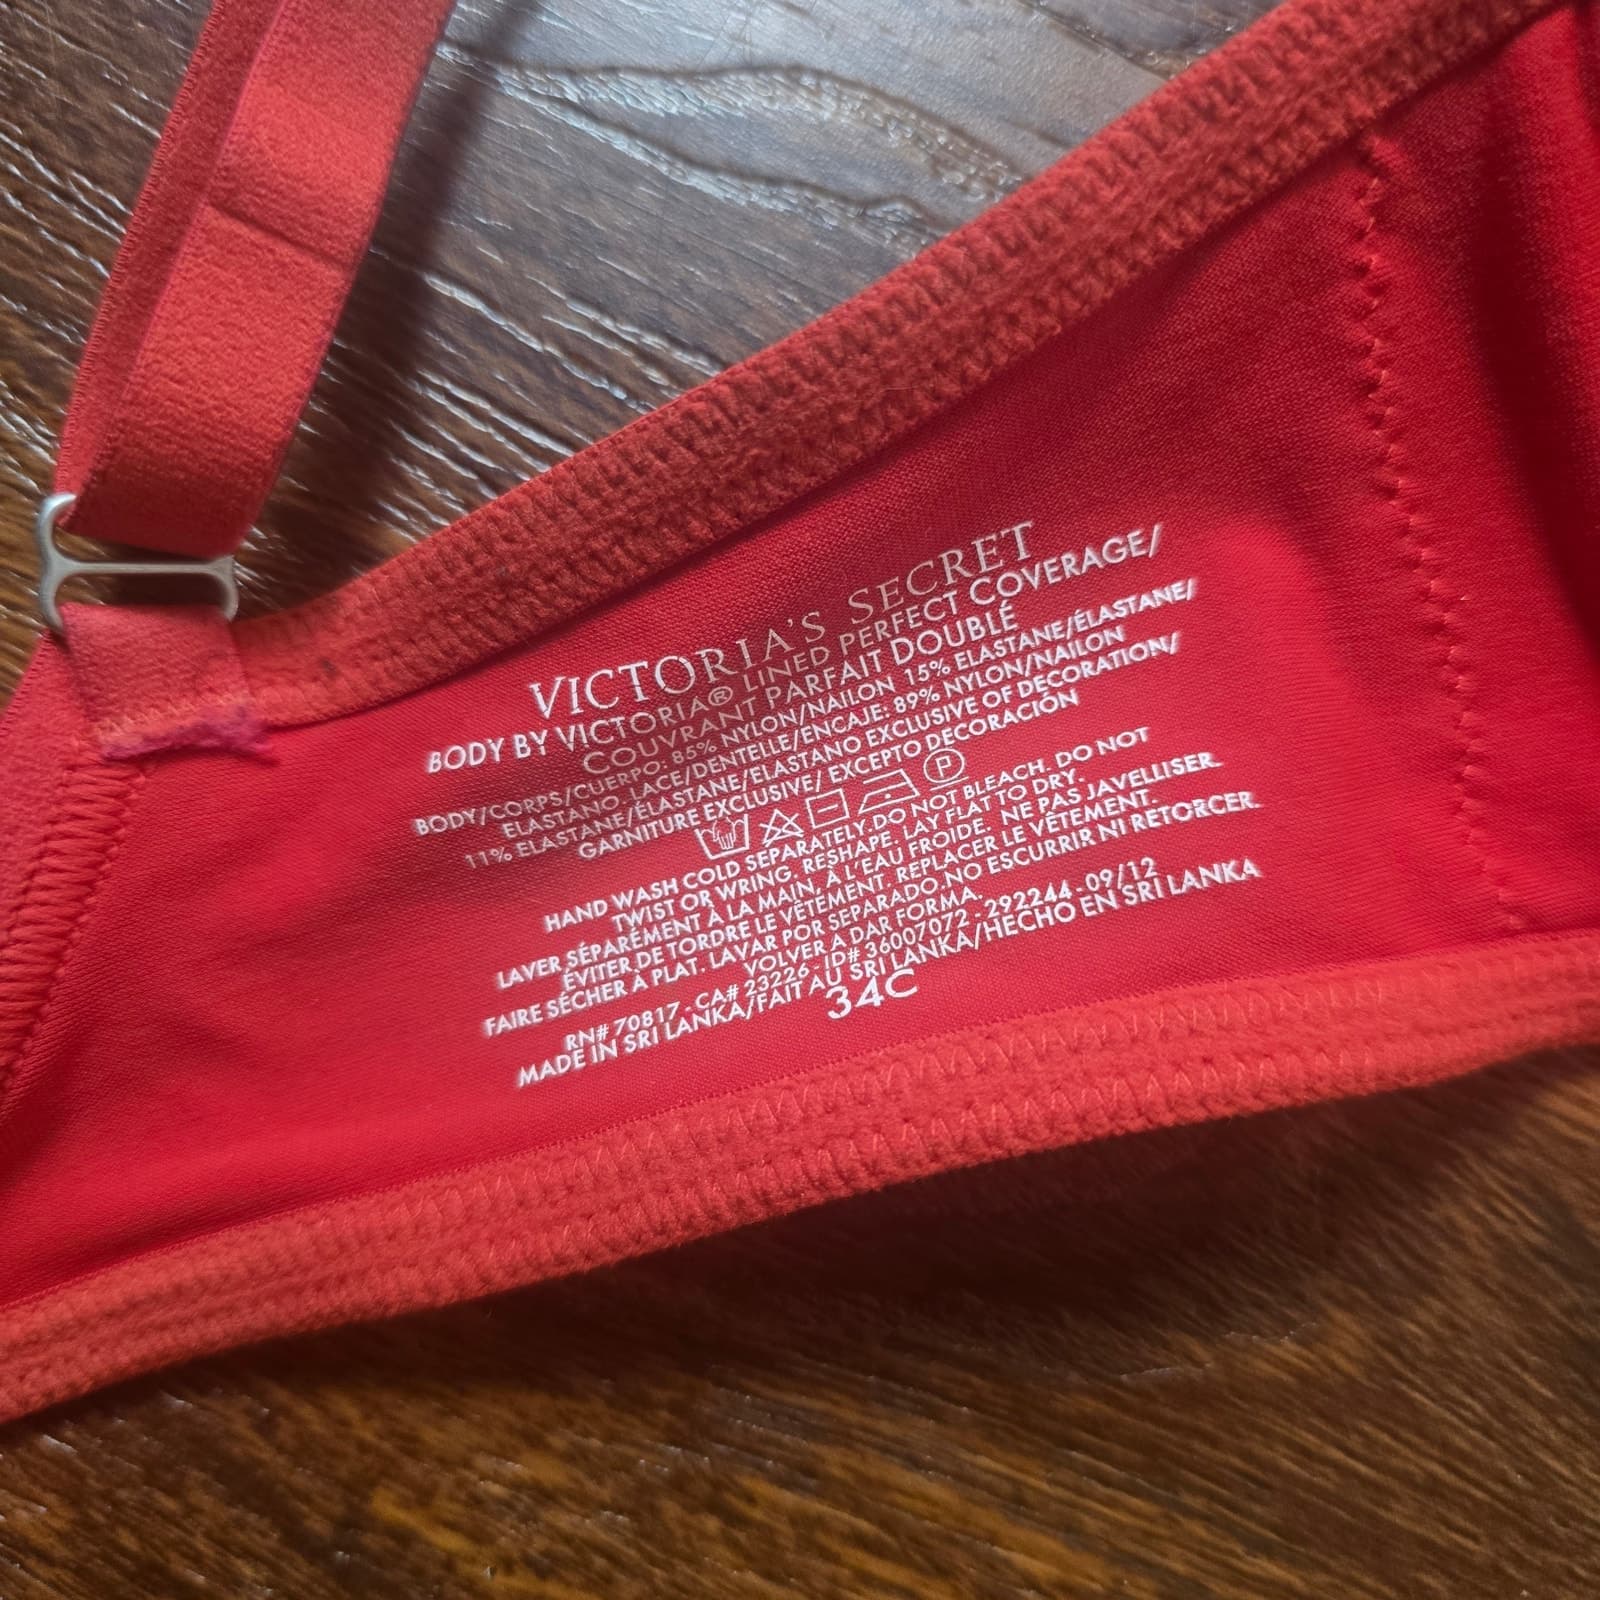 VICTORIA'S SECRET
BODY BY VICTORIA® LINED PERFECT COVERAGE/
COUVRANT PARFAIT DOUBLÉ
BODY/CORPS/CUERPO: 85% NYLON/NAILON 15% ELASTANE/ÉLASTANE/
ELASTANO. LACE/DENTELLE/ENCAJE: 89% NYLON/NAILON
11% ELASTANE/ÉLASTANE/ELASTANO EXCLUSIVE OF DECORATION/
GARNITURE EXCLUSIVE/ EXCEPTO DECORACIÓN
P
HAND WASH COLD SEPARATELY.DO NOT BLEACH. DO NOT
TWIST OR WRING. RESHAPE. LAY FLAT TO DRY.
LAVER SÉPARÉMENT À LA MAIN, À L'EAU FROIDE. NE PAS JAVELLISER.
ÉVITER DE TORDRE LE VÊTEMENT. REPLACER LE VÊTEMENT.
FAIRE SÉCHER À PLAT. LAVAR POR SEPARADO.NO ESCURRIR NI RETORCER.
VOLVER A DAR FORMA.
RN# 70817 - CA# 23226 - ID# 36007072 - 292244 - 09/12
MADE IN SRI LANKA/FAIT AU SRI LANKA/HECHO EN SRI LANKA
34C